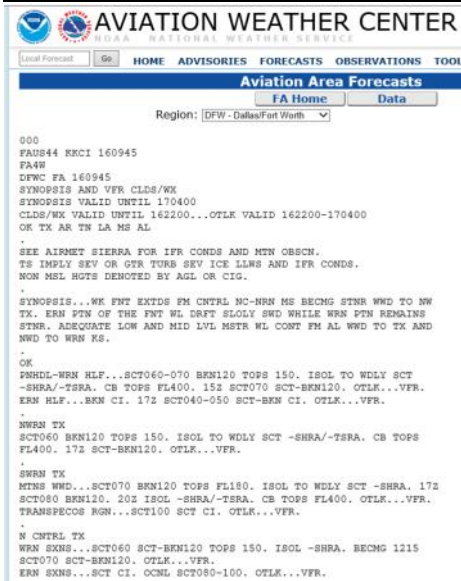 AVIATION WEATHER CENTER
NOAA NATIONAL WEATHER SERVICE
Local Forecast Go HOME ADVISORIES FORECASTS OBSERVATIONS TOOL
Aviation Area Forecasts
FA Home Data
Region: DFW - Dallas/Fort Worth
000
FAUS44 KKCI 160945
FA4W
DFWC FA 160945
SYNOPSIS AND VFR CLDS/WX
SYNOPSIS VALID UNTIL 170400
CLDS/WX VALID UNTIL 162200...OTLK VALID 162200-170400
OK TX AR TN LA MS AL
.
SEE AIRMET SIERRA FOR IFR CONDS AND MTN OBSCN.
TS IMPLY SEV OR GTR TURB SEV ICE LLWS AND IFR CONDS.
NON MSL HGTS DENOTED BY AGL OR CIG.
.
SYNOPSIS...WK FNT EXTDS FM CNTRL NC-NRN MS BECMG STNR WWD TO NW
TX. ERN PTN OF THE FNT WL DRFT SLOLY SWD WHILE WRN PTN REMAINS
STNR. ADEQUATE LOW AND MID LVL MSTR WL CONT FM AL WWD TO TX AND
NWD TO WRN KS.
.
OK
PNHDL-WRN HLF...SCT060-070 BKN120 TOPS 150. ISOL TO WDLY SCT
-SHRA/-TSRA. CB TOPS FL400. 15Z SCT070 SCT-BKN120. OTLK...VFR.
ERN HLF...BKN CI. 17Z SCT040-050 SCT-BKN CI. OTLK...VFR.
.
NWRN TX
SCT060 BKN120 TOPS 150. ISOL TO WDLY SCT -SHRA/-TSRA. CB TOPS
FL400. 17Z SCT-BKN120. OTLK...VFR.
.
SWRN TX
MTNS WWD...SCT070 BKN120 TOPS FL180. ISOL TO WDLY SCT -SHRA. 17Z
SCT080 BKN120. 20Z ISOL -SHRA/-TSRA. CB TOPS FL400. OTLK...VFR.
TRANSPECOS RGN...SCT100 SCT CI. OTLK...VFR.
.
N CNTRL TX
WRN SXNS...SCT060 SCT-BKN120 TOPS 150. ISOL -SHRA. BECMG 1215
SCT070 SCT-BKN120. OTLK...VFR.
ERN SXNS...SCT CI. OCNL SCT080-100. OTLK...VFR.